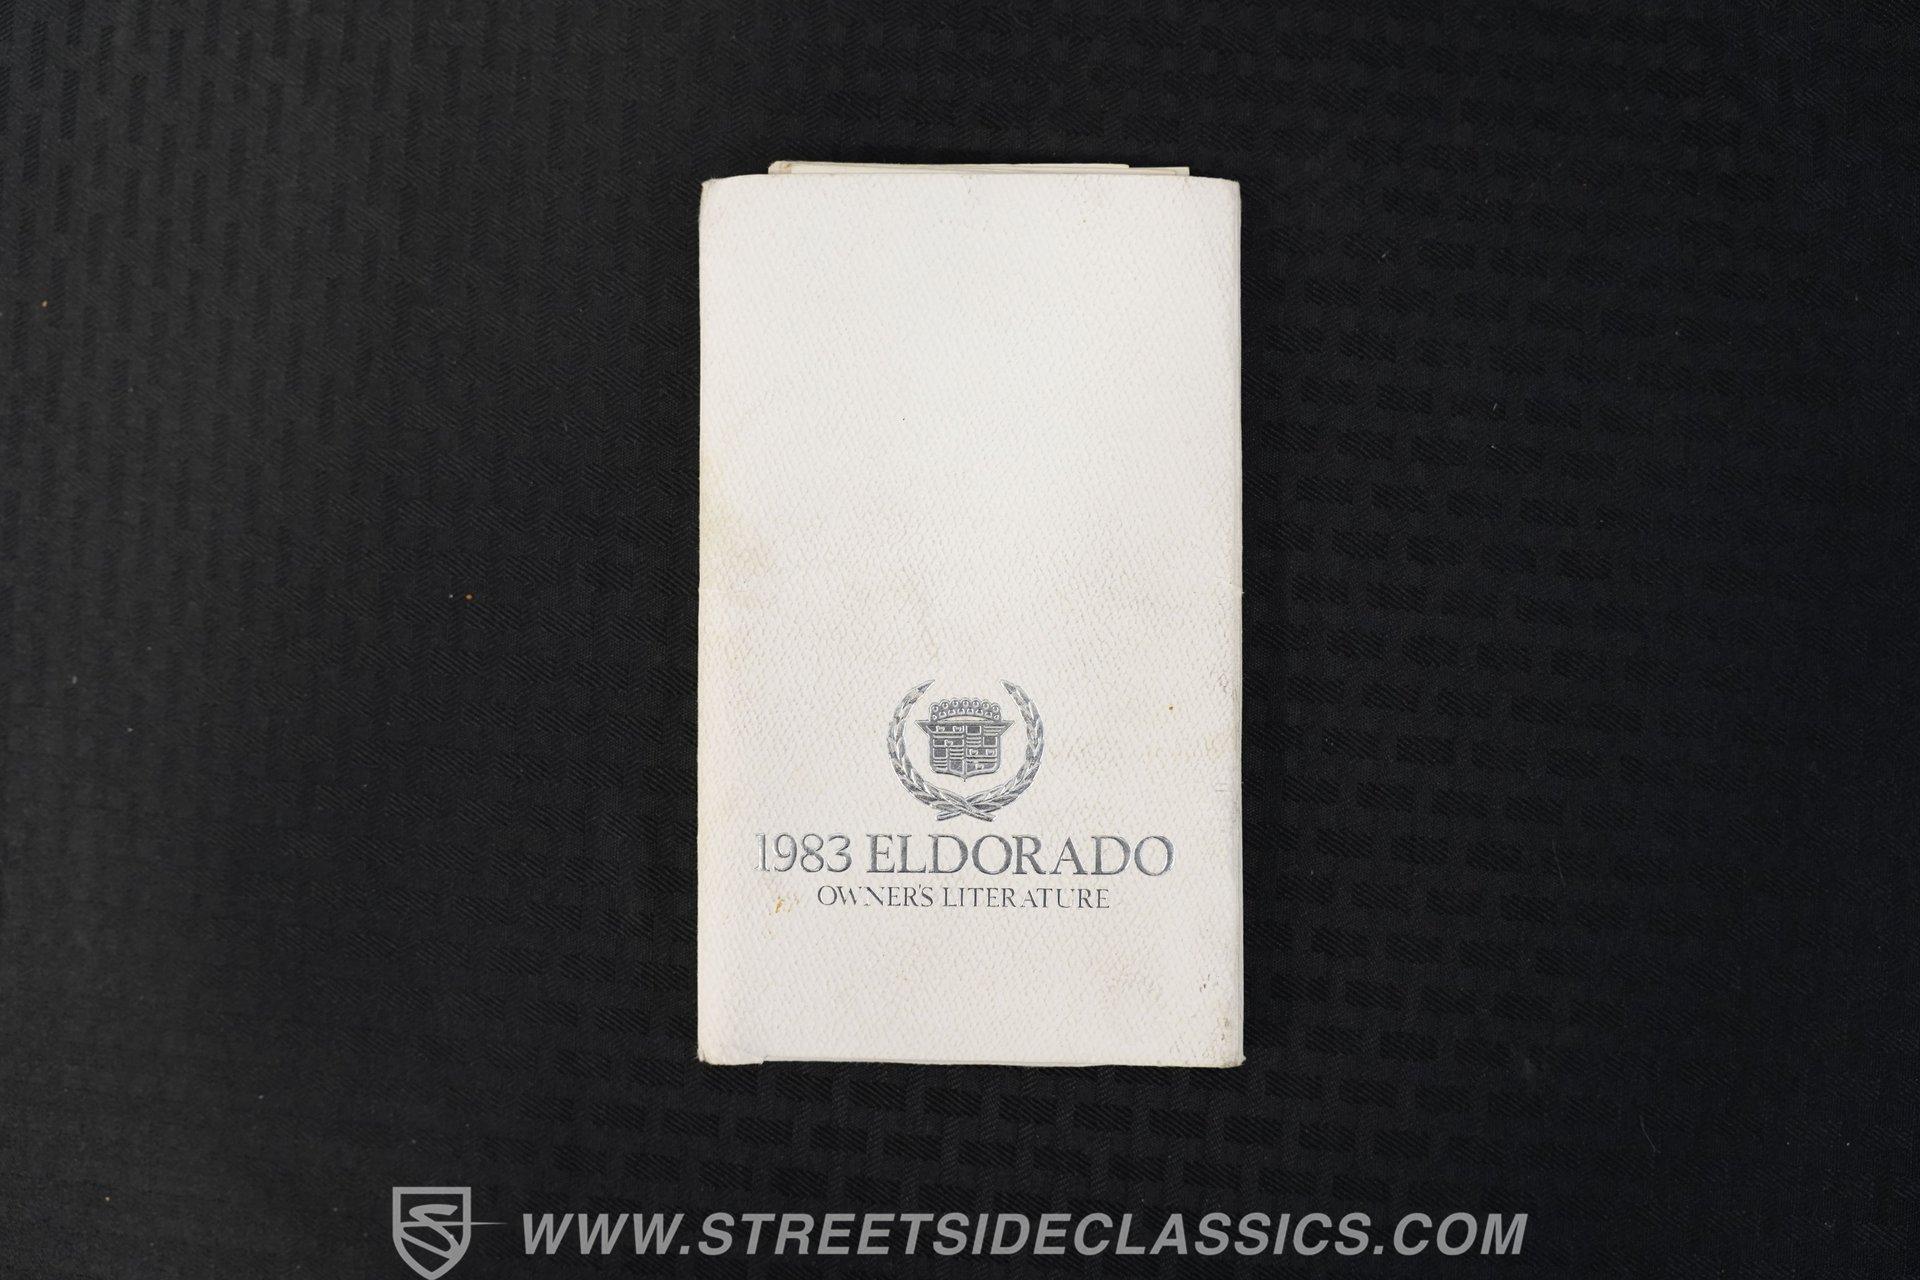 1983 ELDORADO
OWNER'S LITERATURE
WWW.STREETSIDECLASSICS.COM